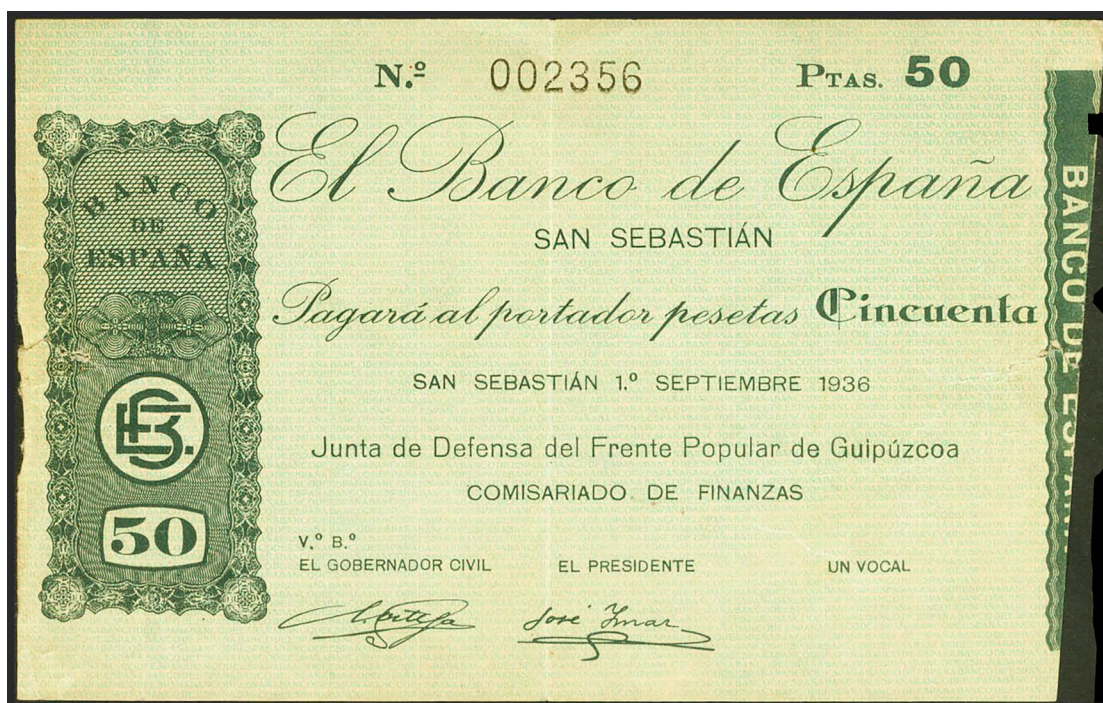 N.º 002356 PTAS. 50
El Banco de España
SAN SEBASTIÁN
Pagará al portador pesetas Cincuenta
SAN SEBASTIÁN 1.º SEPTIEMBRE 1936
Junta de Defensa del Frente Popular de Guipúzcoa
COMISARIADO DE FINANZAS
V.º B.º
EL GOBERNADOR CIVIL EL PRESIDENTE UN VOCAL
José Imaz
BANCO
DE
ESPAÑA
50
BANCO DE